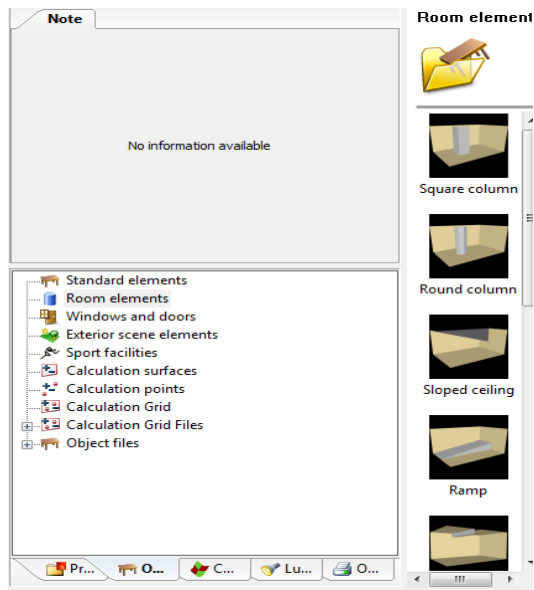 Note
No information available
Standard elements
Room elements
Windows and doors
Exterior scene elements
Sport facilities
Calculation surfaces
Calculation points
Calculation Grid
Calculation Grid Files
Object files
Pr...
O...
C...
Lu...
O...
Room element
Square column
Round column
Sloped ceiling
Ramp